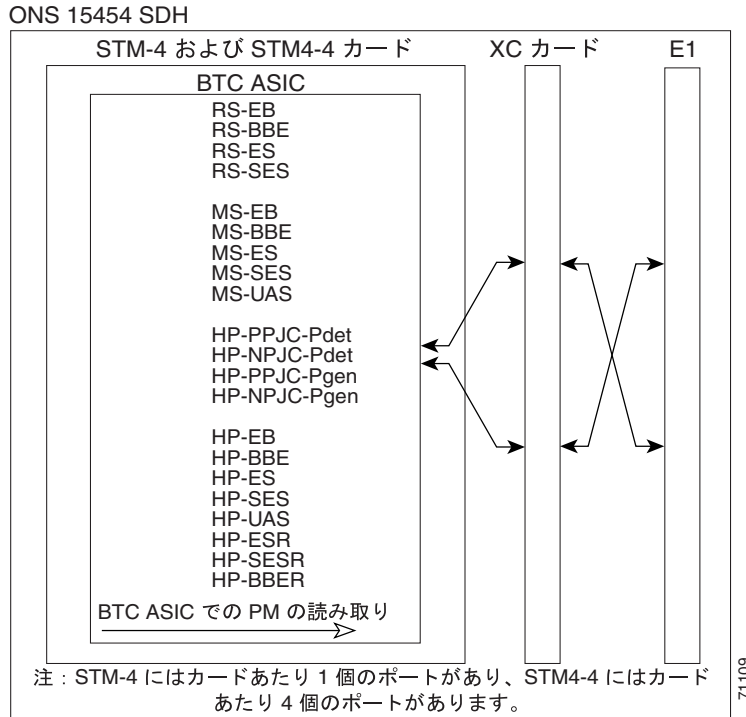 ONS 15454 SDH
STM-4 および STM4-4 カード
XC カード
E1
BTC ASIC
RS-EB
RS-BBE
RS-ES
RS-SES
MS-EB
MS-BBE
MS-ES
MS-SES
MS-UAS
HP-PPJC-Pdet
HP-NPJC-Pdet
HP-PPJC-Pgen
HP-NPJC-Pgen
HP-EB
HP-BBE
HP-ES
HP-SES
HP-UAS
HP-ESR
HP-SESR
HP-BBER
BTC ASIC での PM の読み取り
注：STM-4 にはカードあたり 1 個のポートがあり、STM4-4 にはカード
あたり 4 個のポートがあります。
71109